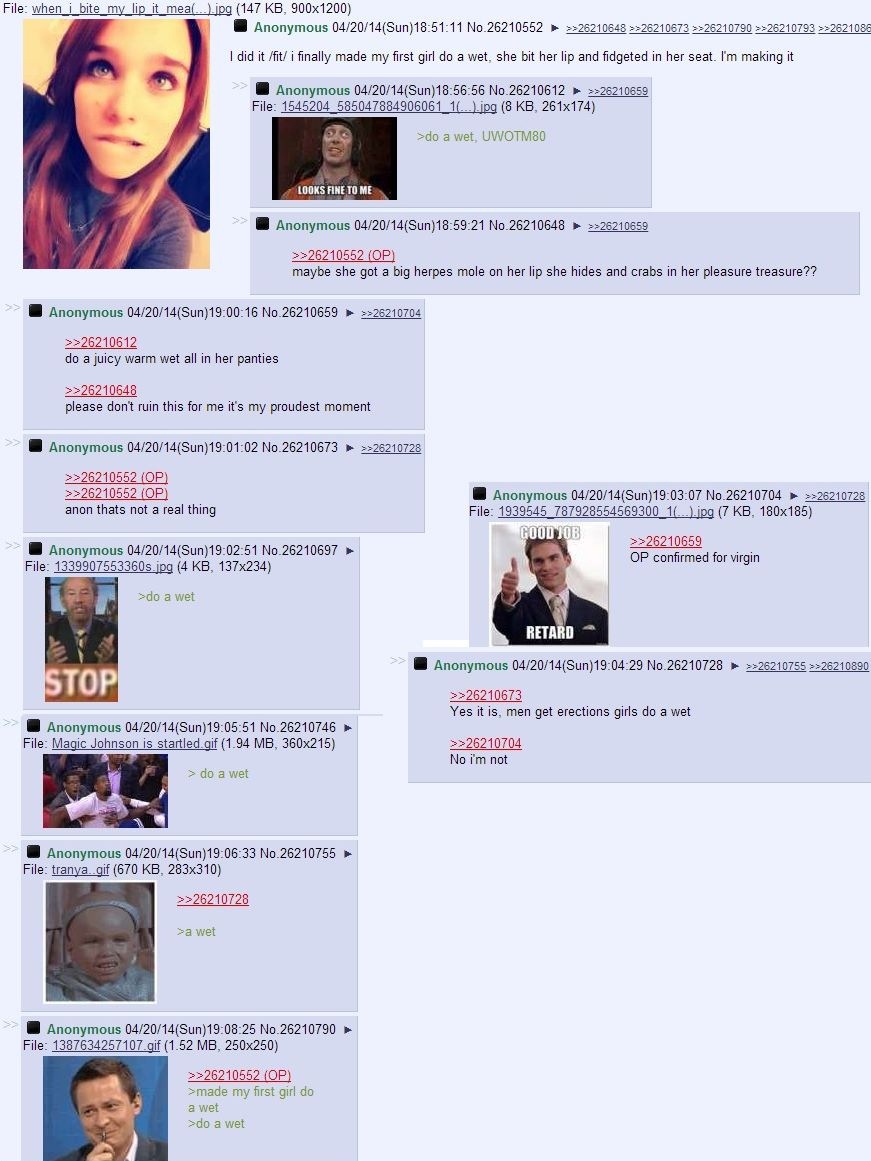 File: when_i_bite_my_lip_it_mea(...).jpg (147 KB, 900x1200)
Anonymous 04/20/14(Sun)18:51:11 No.26210552 ► >>26210648 >>26210673 >>26210790 >>26210793 >>2621086
I did it /fit/ i finally made my first girl do a wet, she bit her lip and fidgeted in her seat. I'm making it
>> Anonymous 04/20/14(Sun)18:56:56 No.26210612 ► >>26210659
File: 1545204_585047884906061_1(...).jpg (8 KB, 261x174)
>do a wet, UWOTM80
LOOKS FINE TO ME
>> Anonymous 04/20/14(Sun)18:59:21 No.26210648 ► >>26210659
>>26210552 (OP)
maybe she got a big herpes mole on her lip she hides and crabs in her pleasure treasure??
>> Anonymous 04/20/14(Sun)19:00:16 No.26210659 ► >>26210704
>>26210612
do a juicy warm wet all in her panties
>>26210648
please don't ruin this for me it's my proudest moment
>> Anonymous 04/20/14(Sun)19:01:02 No.26210673 ► >>26210728
>>26210552 (OP)
>>26210552 (OP)
anon thats not a real thing
>> Anonymous 04/20/14(Sun)19:02:51 No.26210697 ►
File: 1339907553360s.jpg (4 KB, 137x234)
>do a wet
STOP
Anonymous 04/20/14(Sun)19:03:07 No.26210704 ► >>26210728
File: 1939545_787928554569300_1(...).jpg (7 KB, 180x185)
GOOD JOB
>>26210659
OP confirmed for virgin
RETARD
>> Anonymous 04/20/14(Sun)19:04:29 No.26210728 ► >>26210755 >>26210890
>>26210673
Yes it is, men get erections girls do a wet
>>26210704
No i'm not
>> Anonymous 04/20/14(Sun)19:05:51 No.26210746 ►
File: Magic Johnson is startled.gif (1.94 MB, 360x215)
> do a wet
>> Anonymous 04/20/14(Sun)19:06:33 No.26210755 ►
File: tranya..gif (670 KB, 283x310)
>>26210728
>a wet
>> Anonymous 04/20/14(Sun)19:08:25 No.26210790 ►
File: 1387634257107.gif (1.52 MB, 250x250)
>>26210552 (OP)
>made my first girl do
a wet
>do a wet